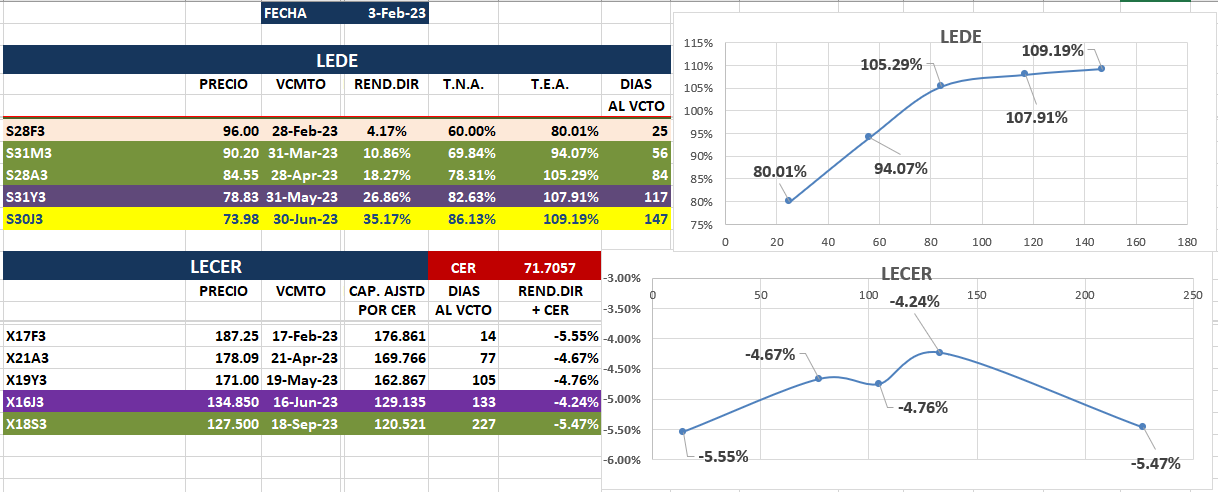 FECHA 3-Feb-23
LEDE
PRECIO VCMTO REND.DIR T.N.A. T.E.A. DIAS
AL VCTO
S28F3 96.00 28-Feb-23 4.17% 60.00% 80.01% 25
S31M3 90.20 31-Mar-23 10.86% 69.84% 94.07% 56
S28A3 84.55 28-Apr-23 18.27% 78.31% 105.29% 84
S31Y3 78.83 31-May-23 26.86% 82.63% 107.91% 117
S30J3 73.98 30-Jun-23 35.17% 86.13% 109.19% 147
LECER CER 71.7057
PRECIO VCMTO CAP. AJSTD DIAS REND.DIR
POR CER AL VCTO + CER
X17F3 187.25 17-Feb-23 176.861 14 -5.55%
X21A3 178.09 21-Apr-23 169.766 77 -4.67%
X19Y3 171.00 19-May-23 162.867 105 -4.76%
X16J3 134.850 16-Jun-23 129.135 133 -4.24%
X18S3 127.500 18-Sep-23 120.521 227 -5.47%
LEDE
115%
110%
105%
100%
95%
90%
85%
80%
75%
109.19%
105.29%
107.91%
94.07%
80.01%
0 20 40 60 80 100 120 140 160 180
LECER
-3.00%
-3.50%
-4.00%
-4.50%
-5.00%
-5.50%
-6.00%
0 50 100 150 200 250
-4.24%
-4.67%
-4.76%
-5.55%
-5.47%